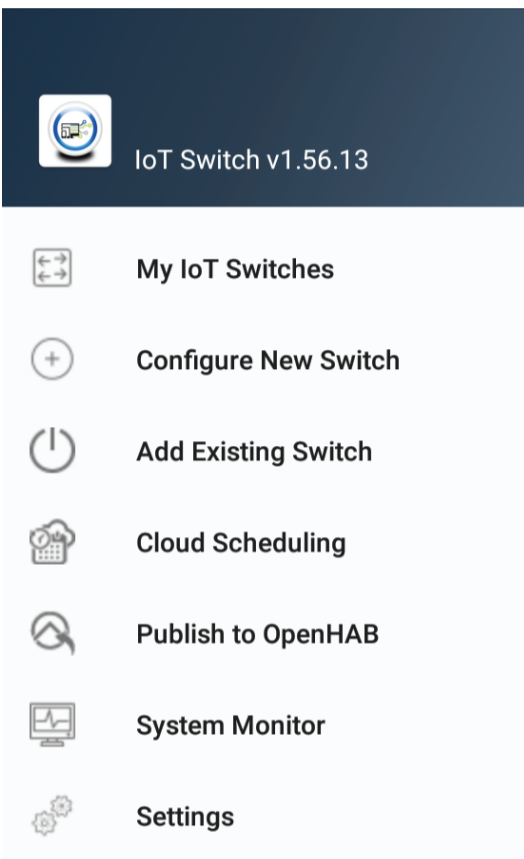 IoT Switch v1.56.13
My IoT Switches
Configure New Switch
Add Existing Switch
Cloud Scheduling
Publish to OpenHAB
System Monitor
Settings